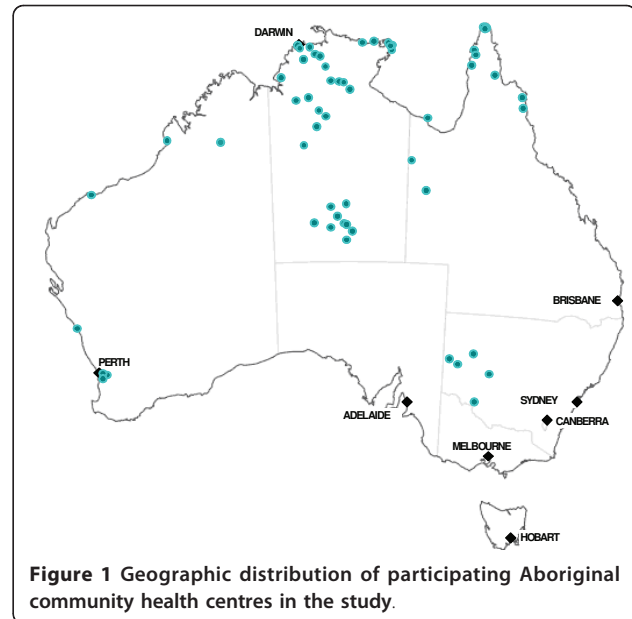 DARWIN
BRISBANE
PERTH
SYDNEY
ADELAIDE
CANBERRA
MELBOURNE
HOBART
Figure 1 Geographic distribution of participating Aboriginal
community health centres in the study.